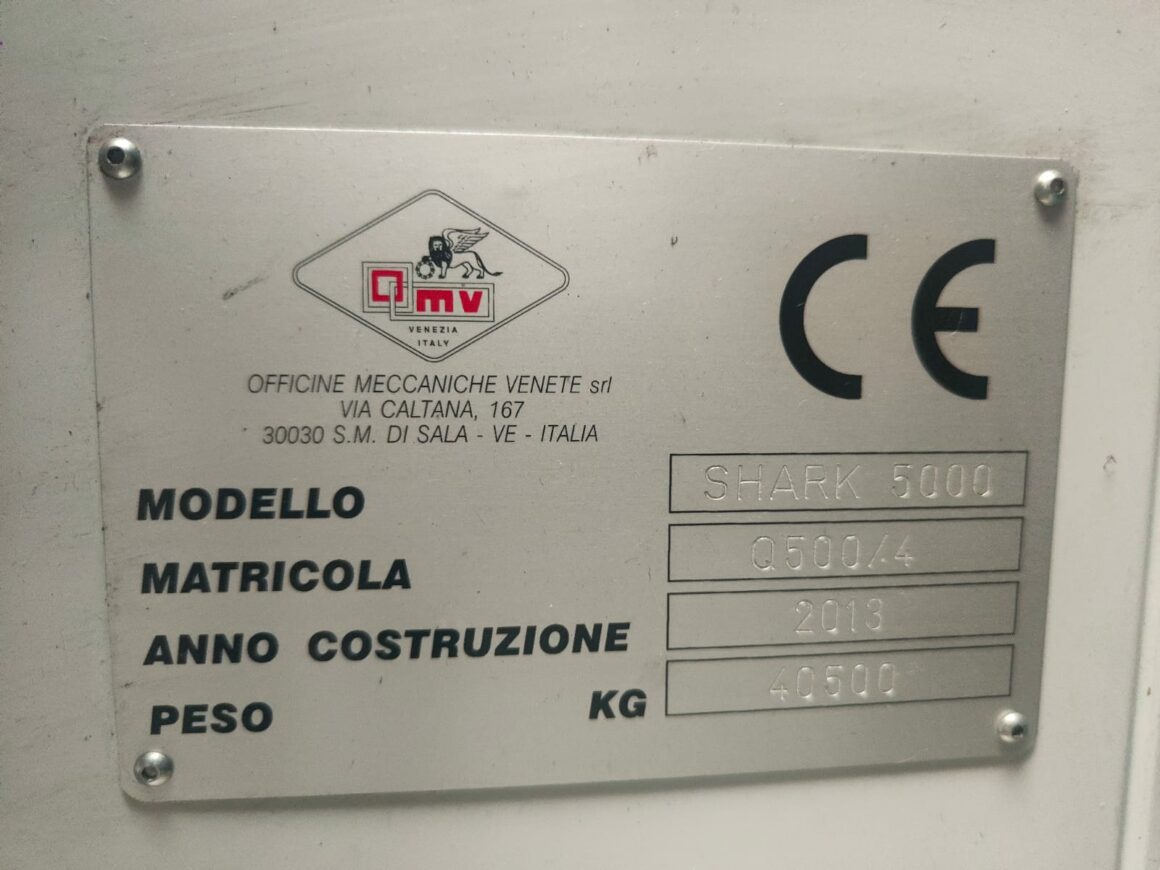 omv
VENEZIA
ITALY
CE
OFFICINE MECCANICHE VENETE srl
VIA CALTANA, 167
30030 S.M. DI SALA - VE - ITALIA
MODELLO SHARK 5000
MATRICOLA Q500/4
ANNO COSTRUZIONE 2013
PESO KG 40500